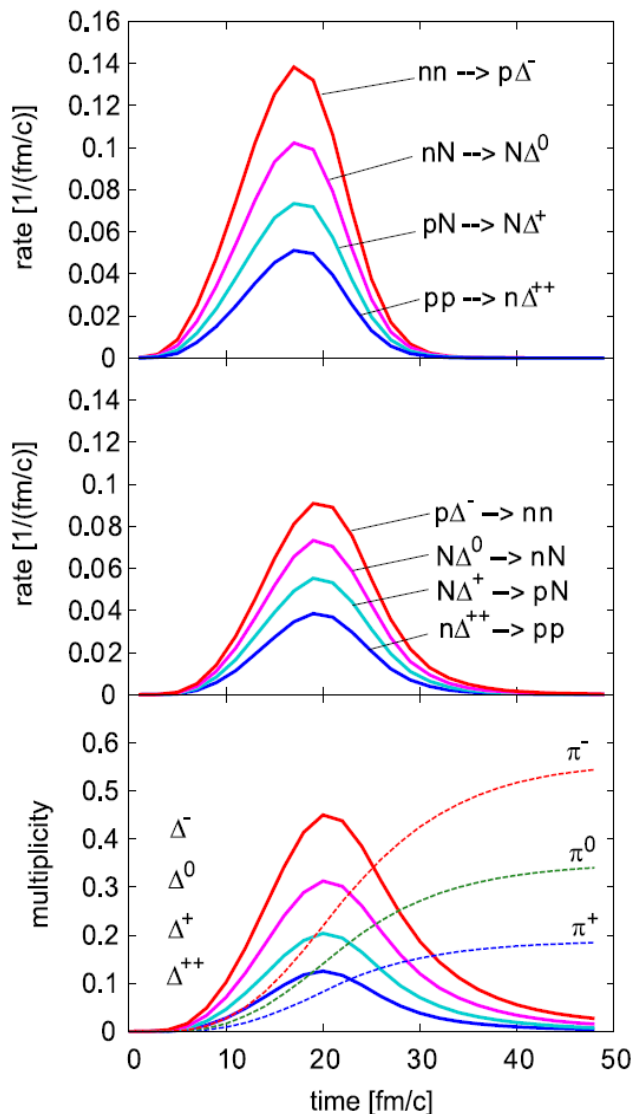 0.16
0.14
0.12
0.1
0.08
0.06
0.04
0.02
0
rate [1/(fm/c)]
nn --> pΔ⁻
nN --> NΔ⁰
pN --> NΔ⁺
pp --> nΔ⁺⁺
0.14
0.12
0.1
0.08
0.06
0.04
0.02
0
rate [1/(fm/c)]
pΔ⁻ —> nn
NΔ⁰ —> nN
NΔ⁺ —> pN
nΔ⁺⁺ —> pp
0.6
0.5
0.4
0.3
0.2
0.1
0
multiplicity
Δ⁻
Δ⁰
Δ⁺
Δ⁺⁺
π⁻
π⁰
π⁺
0 10 20 30 40 50
time [fm/c]